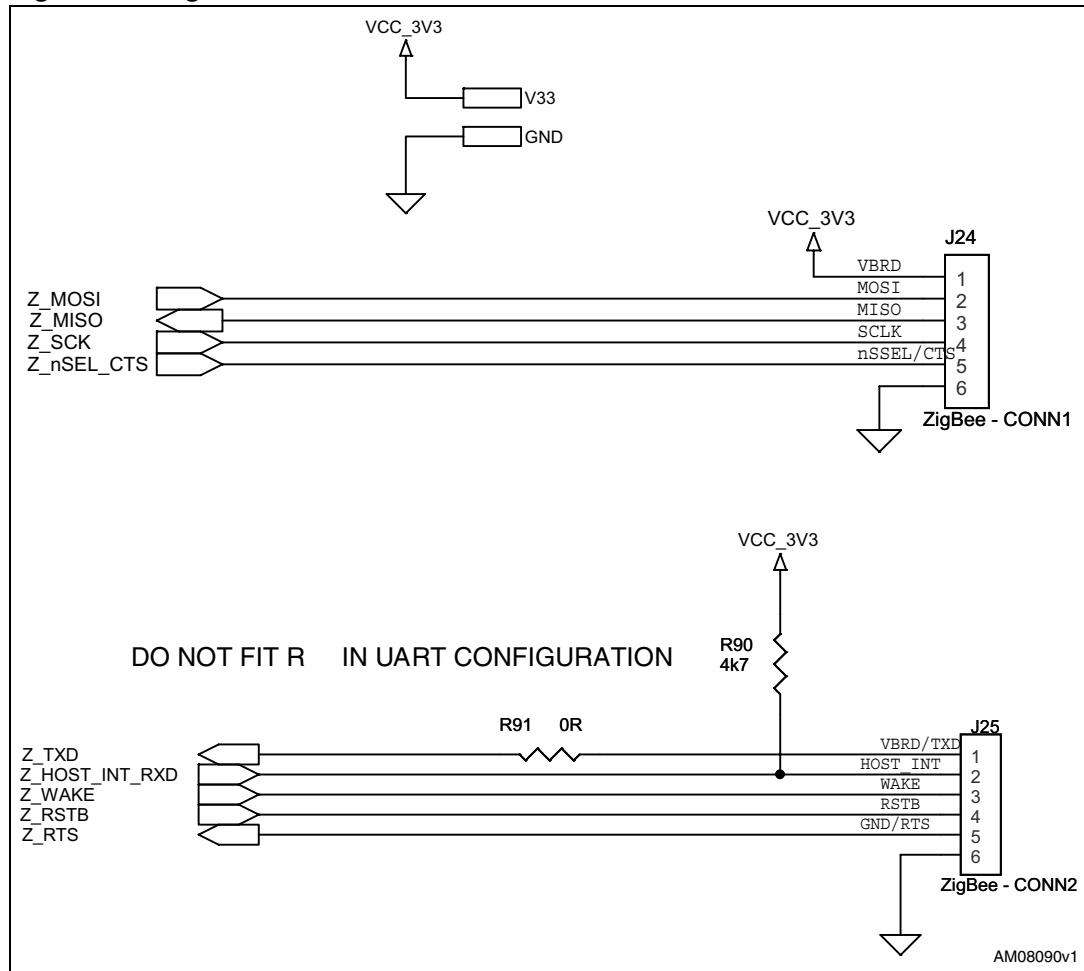 VCC_3V3
V33
GND
VCC_3V3
J24
VBRD
1
Z_MOSI
MOSI
2
Z_MISO
MISO
3
Z_SCK
SCLK
4
Z_nSEL_CTS
nSSEL/CTS
5
6
ZigBee - CONN1
VCC_3V3
DO NOT FIT R IN UART CONFIGURATION
R90
4k7
R91 0R
J25
Z_TXD
VBRD/TXD
1
Z_HOST_INT_RXD
HOST_INT
2
Z_WAKE
WAKE
3
Z_RSTB
RSTB
4
Z_RTS
GND/RTS
5
6
ZigBee - CONN2
AM08090v1